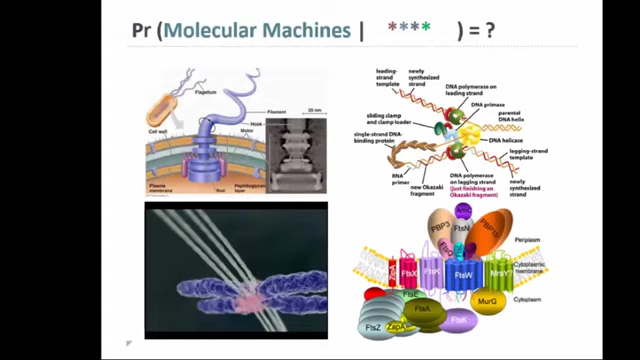 Pr (Molecular Machines | **** ) = ?
Flagellum
Filament
20 nm
Hook
Motor
Cell wall
Plasma membrane
Rod
Peptidoglycan layer
leading-strand template
newly synthesized strand
DNA polymerase on leading strand
DNA primase
sliding clamp and clamp loader
parental DNA helix
single-strand DNA-binding protein
DNA helicase
lagging-strand template
RNA primer
new Okazaki fragment
DNA polymerase on lagging strand (just finishing an Okazaki fragment)
newly synthesized strand
AmiC
PBP3
FtsN
PBP1B
Periplasm
FtsX
FtsK
FtsW
MraY
Cytoplasmic membrane
FtsE
FtsA
MurG
Cytoplasm
FtsZ
ZapA
FtsK